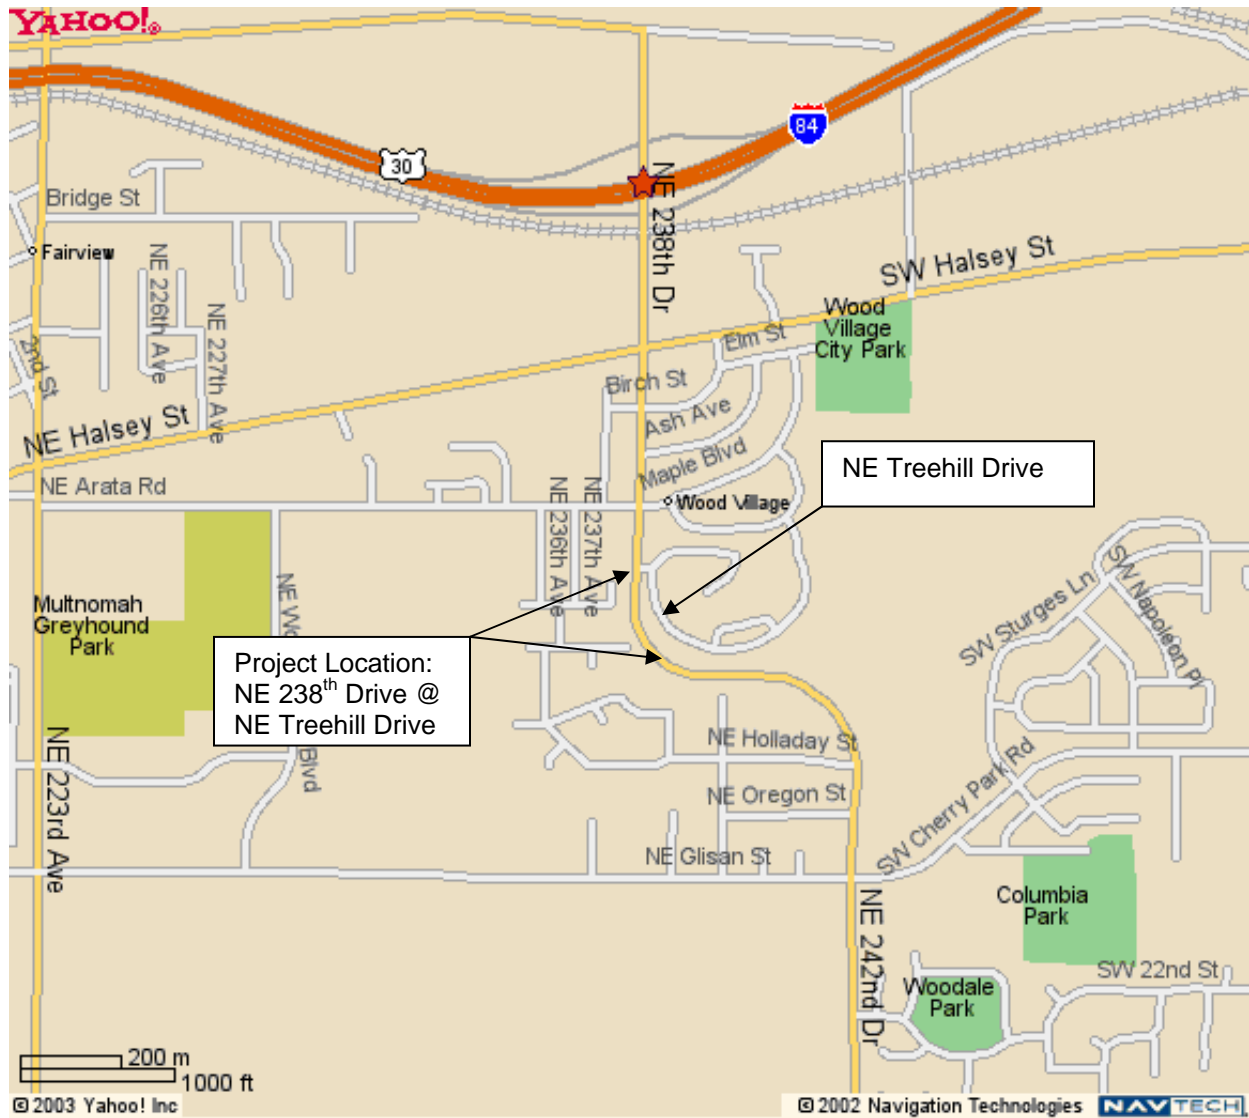 YAHOO!®
84
30
Bridge St
Fairview
NE 238th Dr
SW Halsey St
NE 226th Ave
NE 227th Ave
2nd St
Wood
Village
City Park
Elm St
Birch St
Ash Ave
NE Halsey St
Maple Blvd
NE Treehill Drive
NE Arata Rd
Wood Village
NE 236th Ave
NE 237th Ave
SW Napoleon Pl
SW Sturges Ln
Multnomah
Greyhound
Park
NE Wo
Blvd
Project Location:
NE 238th Drive @
NE Treehill Drive
NE Holladay St
NE 223rd Ave
SW Cherry Park Rd
NE Oregon St
NE Glisan St
Columbia
Park
NE 242nd Dr
SW 22nd St
Woodale
Park
200 m
1000 ft
© 2003 Yahoo! Inc
© 2002 Navigation Technologies
NAVTECH